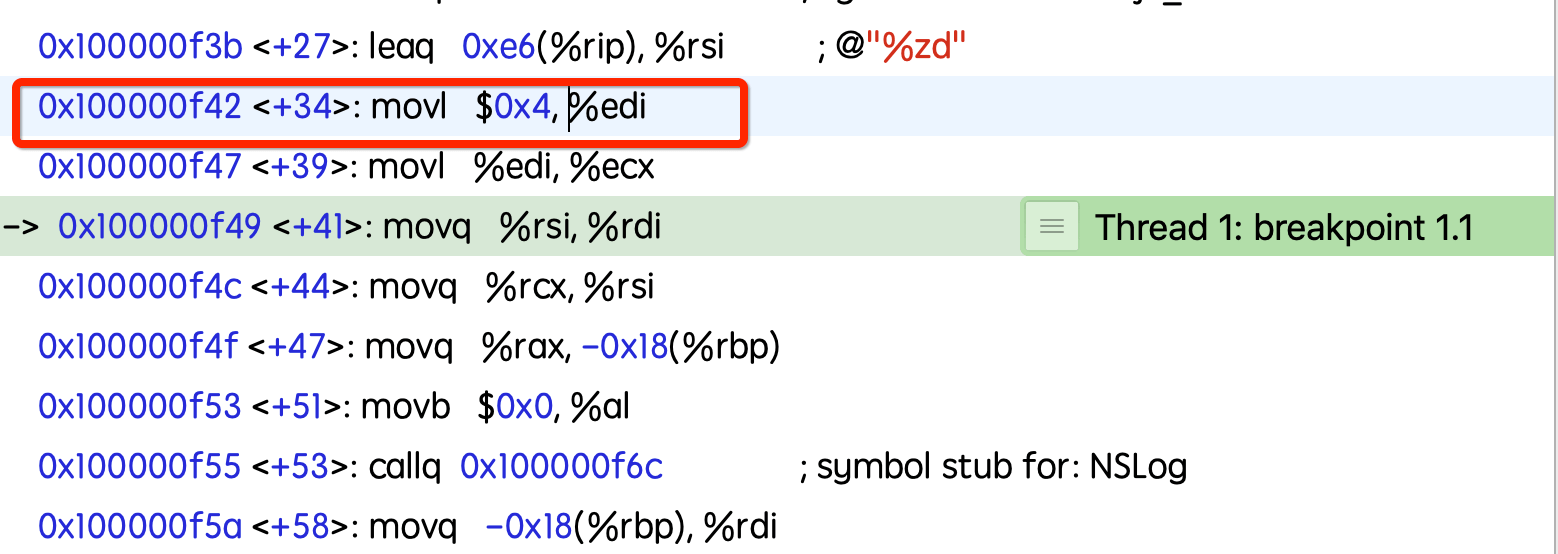 0x100000f3b <+27>: leaq 0xe6(%rip), %rsi ; @"%zd"
0x100000f42 <+34>: movl $0x4, %edi
0x100000f47 <+39>: movl %edi, %ecx
-> 0x100000f49 <+41>: movq %rsi, %rdi Thread 1: breakpoint 1.1
0x100000f4c <+44>: movq %rcx, %rsi
0x100000f4f <+47>: movq %rax, -0x18(%rbp)
0x100000f53 <+51>: movb $0x0, %al
0x100000f55 <+53>: callq 0x100000f6c ; symbol stub for: NSLog
0x100000f5a <+58>: movq -0x18(%rbp), %rdi